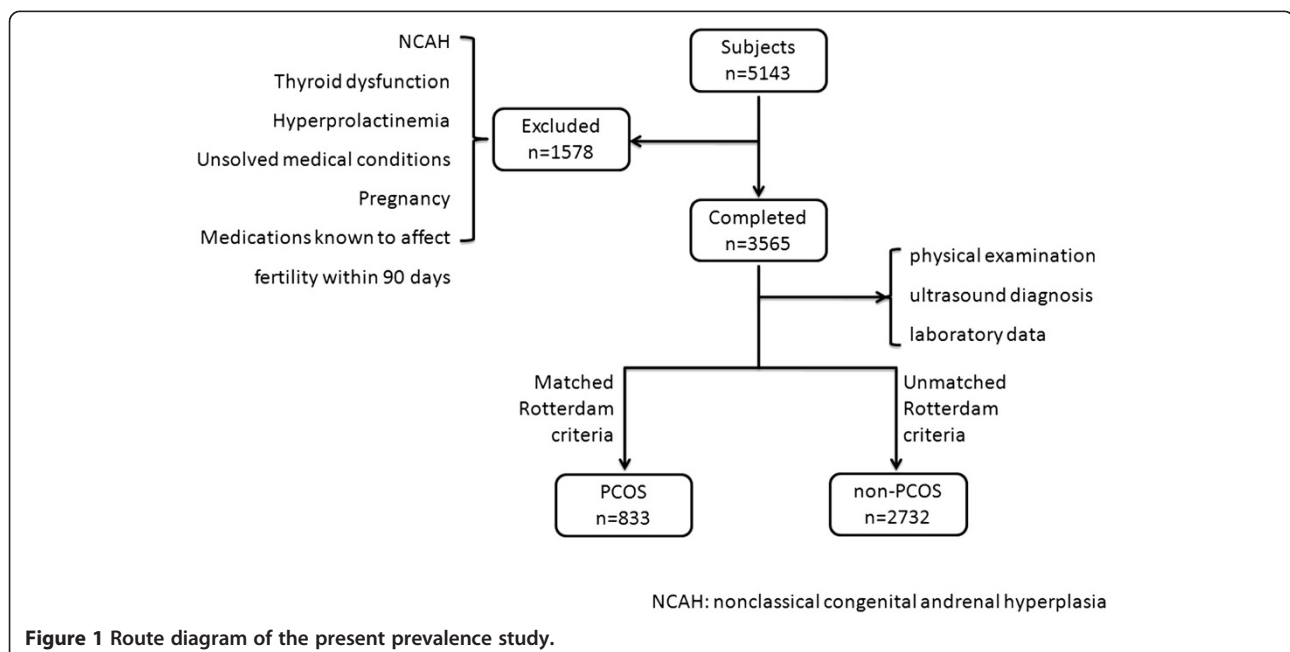 Subjects
n=5143
NCAH
Thyroid dysfunction
Hyperprolactinemia
Unsolved medical conditions
Pregnancy
Medications known to affect
fertility within 90 days
Excluded
n=1578
Completed
n=3565
physical examination
ultrasound diagnosis
laboratory data
Matched
Rotterdam
criteria
Unmatched
Rotterdam
criteria
PCOS
n=833
non-PCOS
n=2732
NCAH: nonclassical congenital andrenal hyperplasia
Figure 1 Route diagram of the present prevalence study.